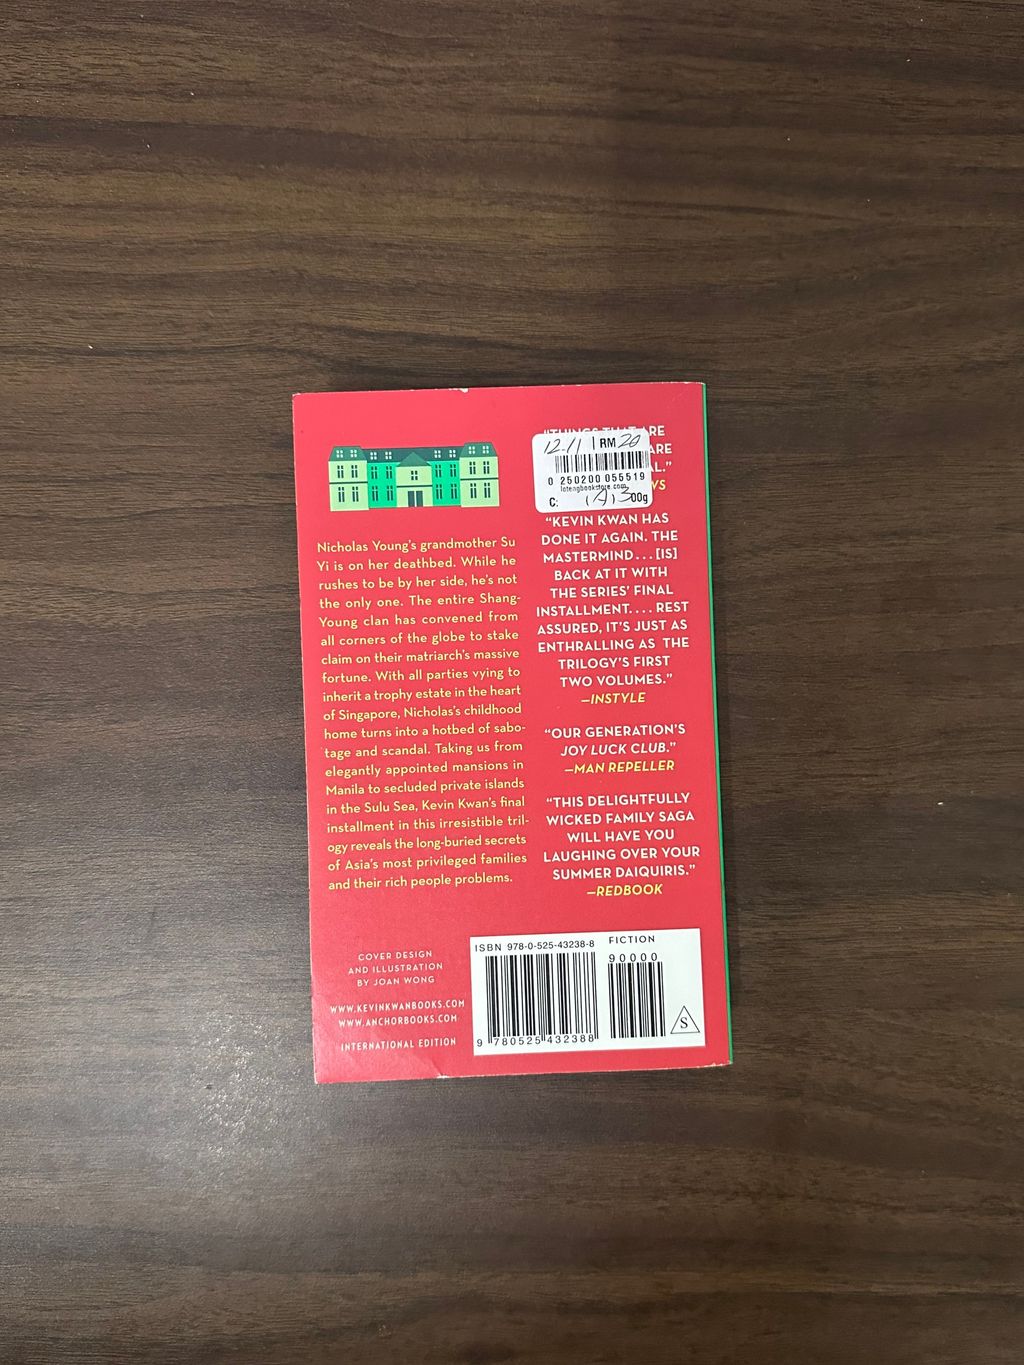 Nicholas Young's grandmother Su
Yi is on her deathbed. While he
rushes to be by her side, he's not
the only one. The entire Shang-
Young clan has convened from
all corners of the globe to stake
claim on their matriarch's massive
fortune. With all parties vying to
inherit a trophy estate in the heart
of Singapore, Nicholas's childhood
home turns into a hotbed of sabo-
tage and scandal. Taking us from
elegantly appointed mansions in
Manila to secluded private islands
in the Sulu Sea, Kevin Kwan's final
installment in this irresistible tril-
ogy reveals the long-buried secrets
of Asia's most privileged families
and their rich people problems.
"THINGS THAT ARE
ARE
12.11 RM 20
0 250200 055519
lotengbookstore.com
C: 00g
"KEVIN KWAN HAS
DONE IT AGAIN. THE
MASTERMIND ... [IS]
BACK AT IT WITH
THE SERIES' FINAL
INSTALLMENT. . . . REST
ASSURED, IT'S JUST AS
ENTHRALLING AS THE
TRILOGY'S FIRST
TWO VOLUMES."
—INSTYLE
"OUR GENERATION'S
JOY LUCK CLUB."
—MAN REPELLER
"THIS DELIGHTFULLY
WICKED FAMILY SAGA
WILL HAVE YOU
LAUGHING OVER YOUR
SUMMER DAIQUIRIS."
—REDBOOK
COVER DESIGN
AND ILLUSTRATION
BY JOAN WONG
WWW.KEVINKWANBOOKS.COM
WWW.ANCHORBOOKS.COM
INTERNATIONAL EDITION
ISBN 978-0-525-43238-8
FICTION
90000
9 780525 432388
S